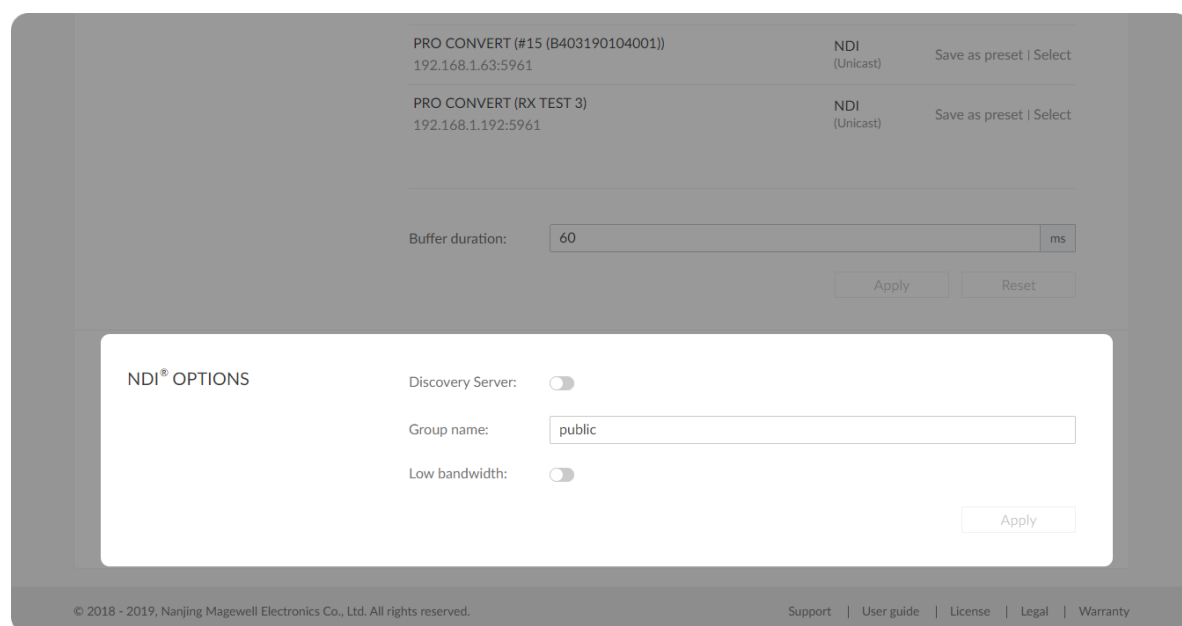 PRO CONVERT (#15 (B403190104001)) NDI Save as preset | Select
192.168.1.63:5961 (Unicast)
PRO CONVERT (RX TEST 3) NDI Save as preset | Select
192.168.1.192:5961 (Unicast)
Buffer duration: 60 ms
Apply Reset
NDI® OPTIONS
Discovery Server:
Group name: public
Low bandwidth:
Apply
© 2018 - 2019, Nanjing Magewell Electronics Co., Ltd. All rights reserved. Support | User guide | License | Legal | Warranty